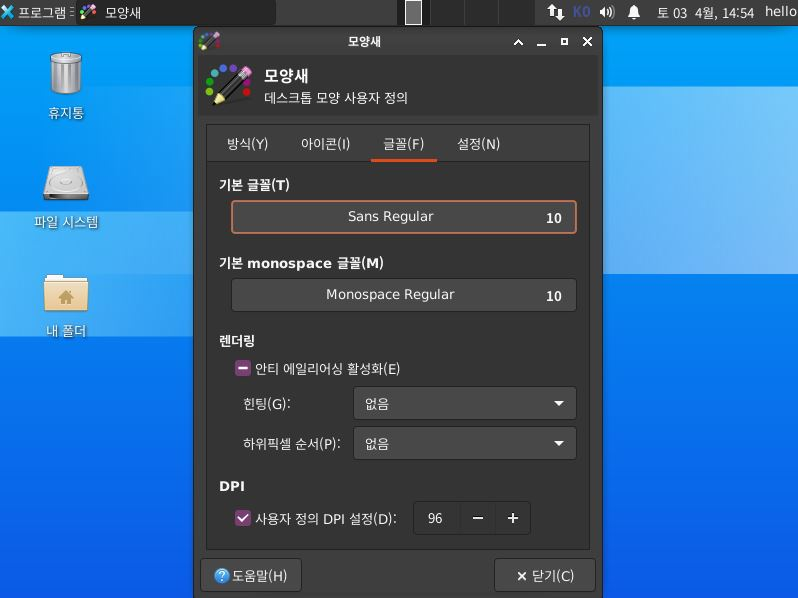 프로그램
모양새
KO
토 03 4월, 14:54
hello
휴지통
파일 시스템
내 폴더
모양새
모양새
데스크톱 모양 사용자 정의
방식(Y) 아이콘(I) 글꼴(F) 설정(N)
기본 글꼴(T)
Sans Regular 10
기본 monospace 글꼴(M)
Monospace Regular 10
렌더링
안티 에일리어싱 활성화(E)
힌팅(G): 없음
하위픽셀 순서(P): 없음
DPI
사용자 정의 DPI 설정(D): 96
도움말(H)
닫기(C)